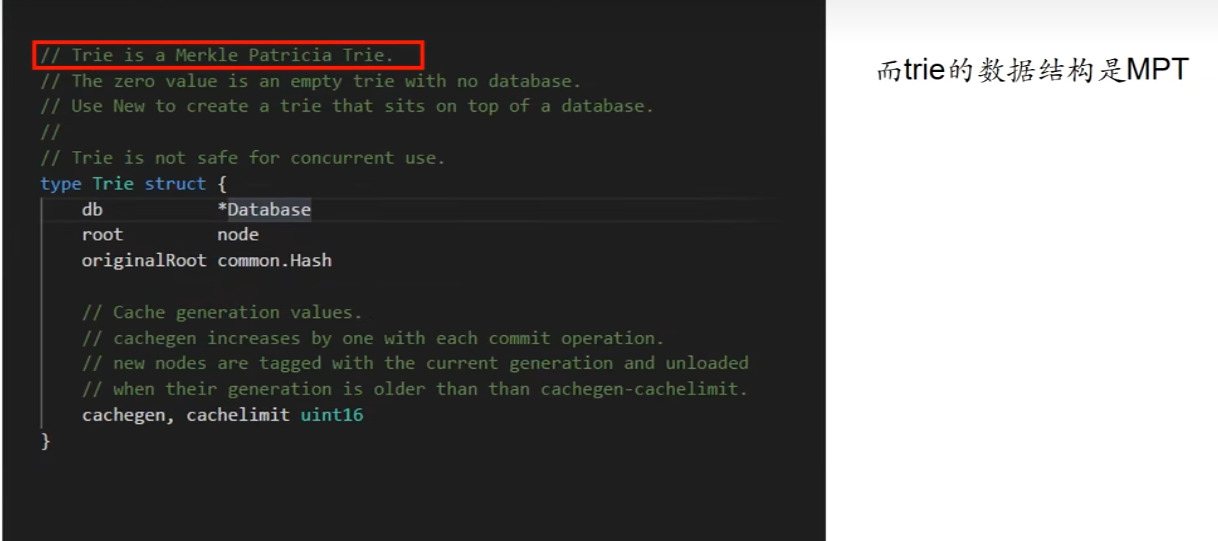 // Trie is a Merkle Patricia Trie.
// The zero value is an empty trie with no database.
// Use New to create a trie that sits on top of a database.
//
// Trie is not safe for concurrent use.
type Trie struct {
    db          *Database
    root        node
    originalRoot common.Hash
    // Cache generation values.
    // cachegen increases by one with each commit operation.
    // new nodes are tagged with the current generation and unloaded
    // when their generation is older than than cachegen-cachelimit.
    cachegen, cachelimit uint16
}
而trie的数据结构是MPT